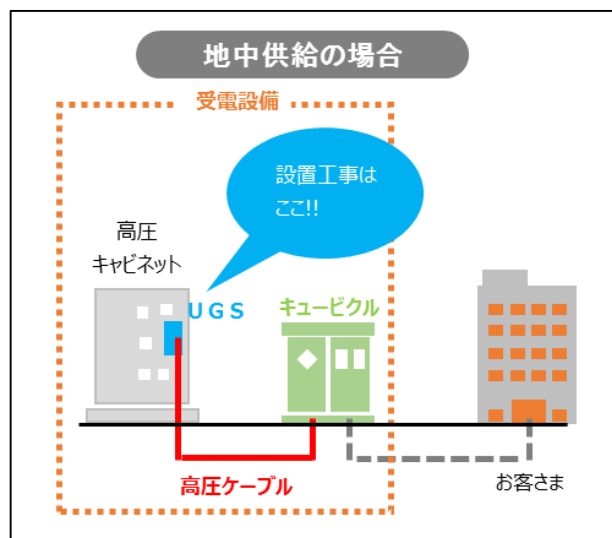 地中供給の場合
受電設備
設置工事は
ここ!!
高圧
キャビネット
UGS
キュービクル
高圧ケーブル
お客さま